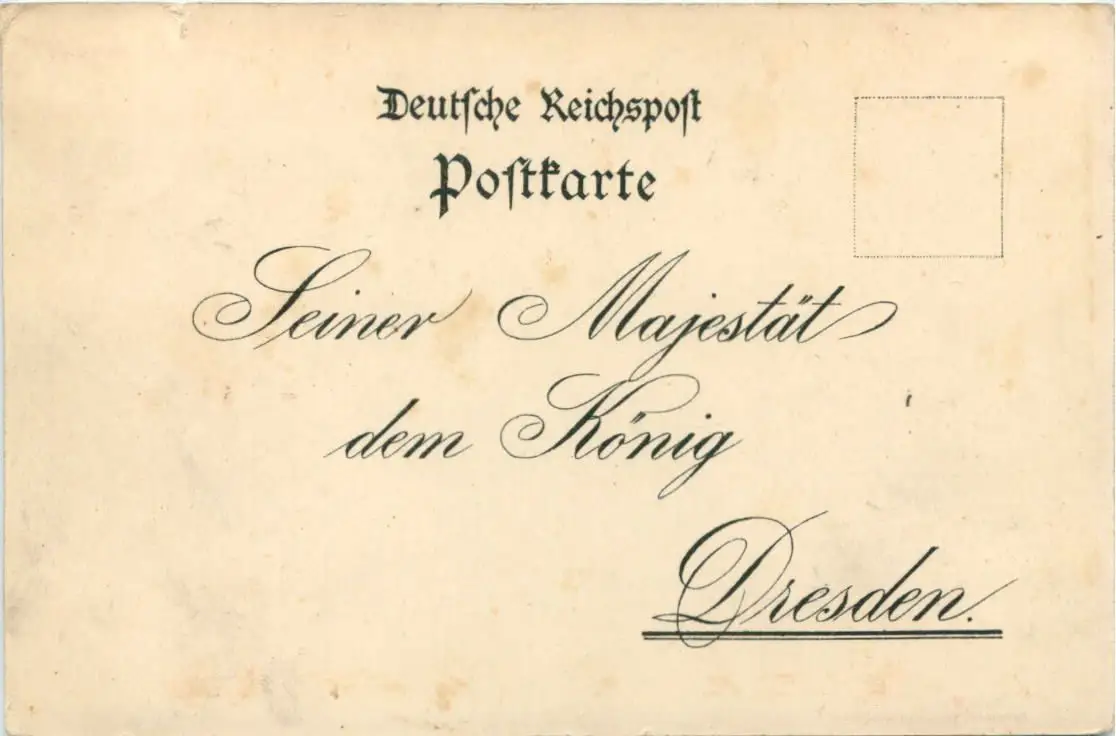 Deutſche Reichspoſt
Poſtkarte
Seiner Majestät
dem König
Dresden.